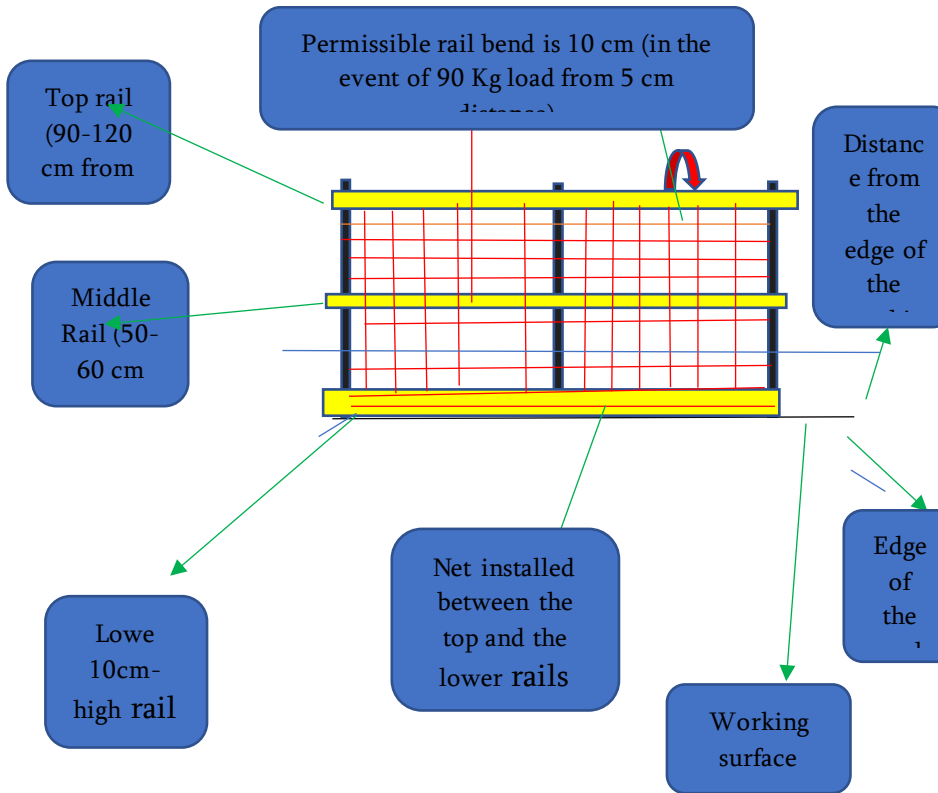 Permissible rail bend is 10 cm (in the
event of 90 Kg load from 5 cm
distance)
Top rail
(90-120
cm from
Distanc
e from
the
edge of
the
Middle
Rail (50-
60 cm
Net installed
between the
top and the
lower rails
Edge
of
the
Lowe
10cm-
high rail
Working
surface